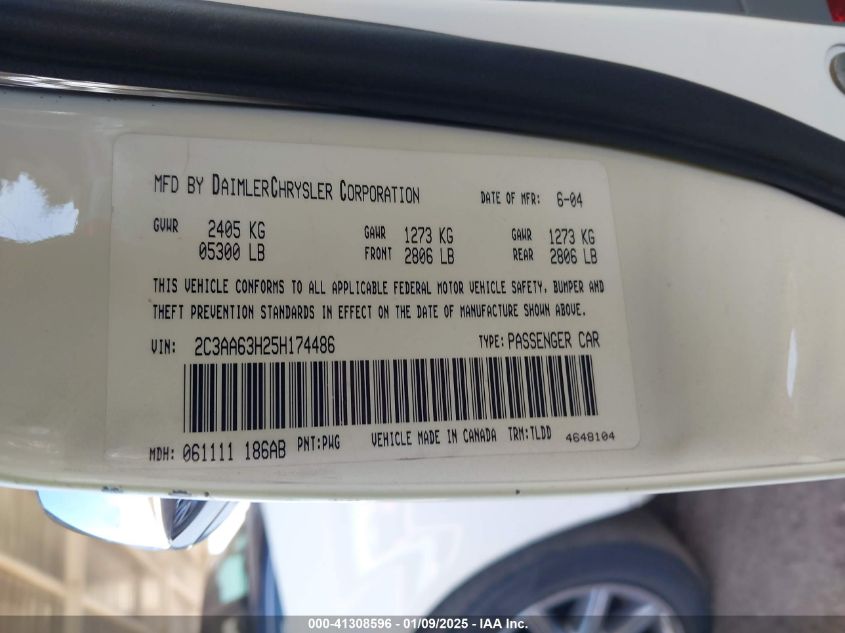 MFD BY DAIMLERCHRYSLER CORPORATION DATE OF MFR: 6-04
GVWR 2405 KG GAWR 1273 KG GAWR 1273 KG
05300 LB FRONT 2806 LB REAR 2806 LB
THIS VEHICLE CONFORMS TO ALL APPLICABLE FEDERAL MOTOR VEHICLE SAFETY, BUMPER AND
THEFT PREVENTION STANDARDS IN EFFECT ON THE DATE OF MANUFACTURE SHOWN ABOVE.
VIN: 2C3AA63H25H174486 TYPE: PASSENGER CAR
MDH: 061111 186AB PNT:PWG VEHICLE MADE IN CANADA TRM:TLDD 4648104
000-41308596 - 01/09/2025 - IAA Inc.